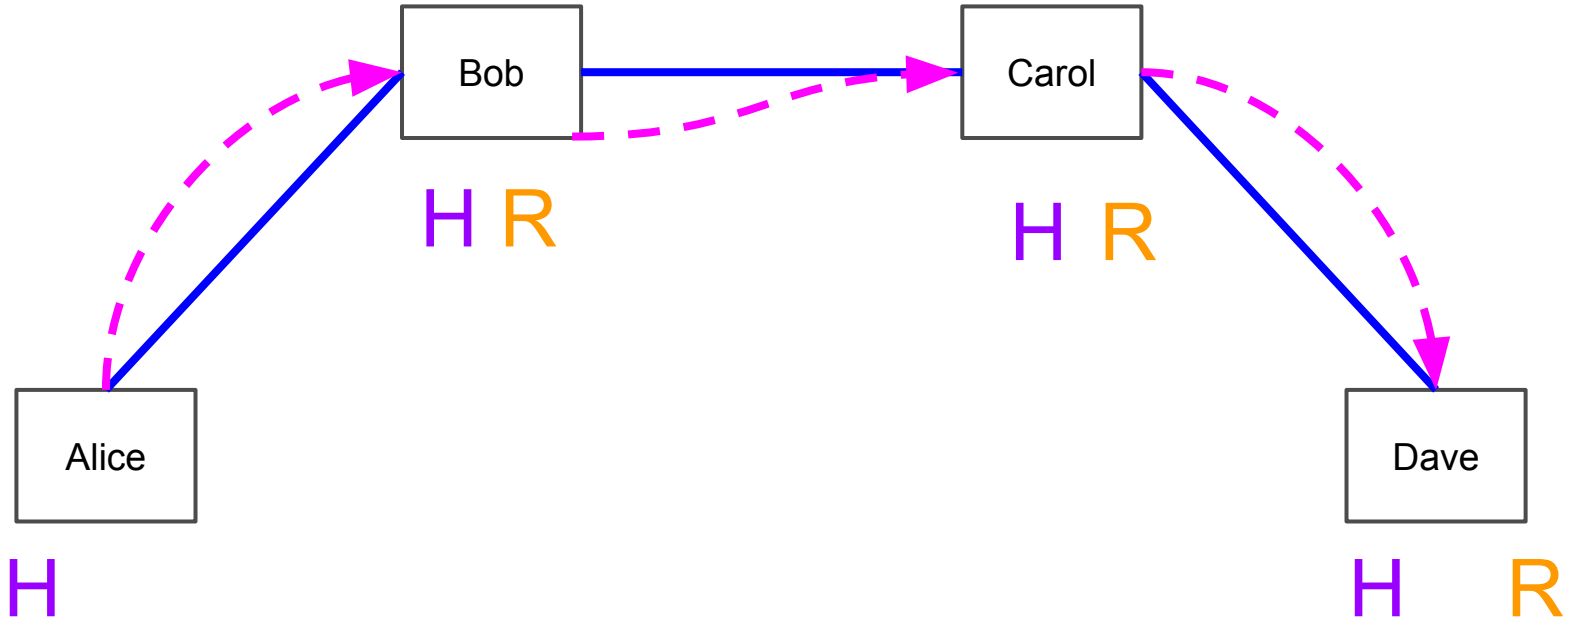 Bob
Carol
H R
H R
Alice
Dave
H
H R